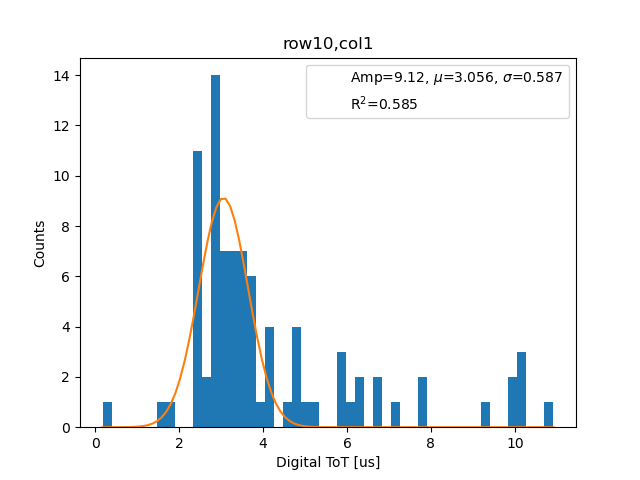 row10,col1
Amp=9.12, μ=3.056, σ=0.587
R²=0.585
14
12
10
8
6
4
2
0
Counts
0 2 4 6 8 10
Digital ToT [us]